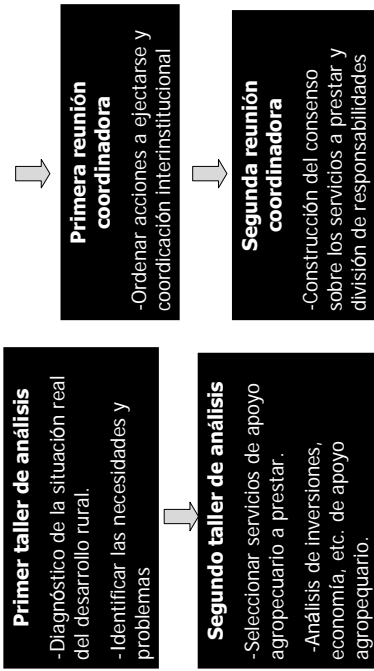 Primer taller de análisis
-Diagnóstico de la situación real
del desarrollo rural.
-Identificar las necesidades y
problemas
Segundo taller de análisis
-Seleccionar servicios de apoyo
agropecuario a prestar.
-Análisis de inversiones,
economía, etc. de apoyo
agropequario.
Primera reunión
coordinadora
-Ordenar acciones a ejectarse y
coordicación interinstitucional
Segunda reunión
coordinadora
-Construcción del consenso
sobre los servicios a prestar y
división de responsabilidades